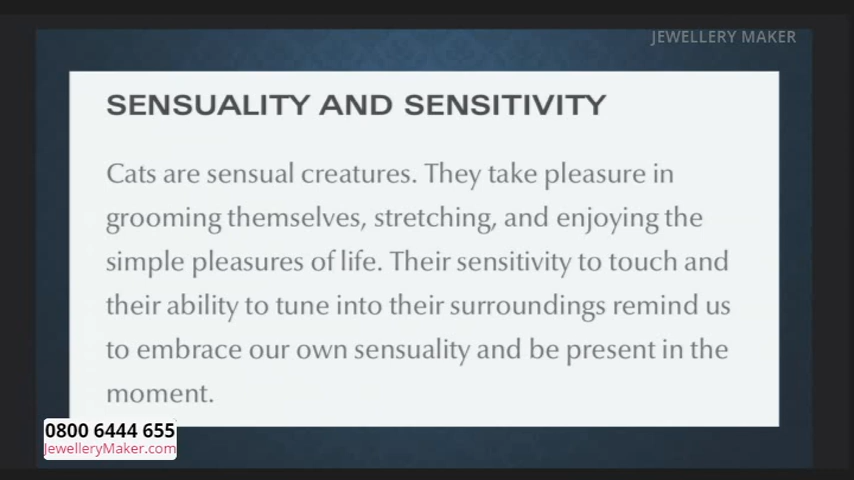 JEWELLERY MAKER
SENSUALITY AND SENSITIVITY
Cats are sensual creatures. They take pleasure in
grooming themselves, stretching, and enjoying the
simple pleasures of life. Their sensitivity to touch and
their ability to tune into their surroundings remind us
to embrace our own sensuality and be present in the
moment.
0800 6444 655
JewelleryMaker.com